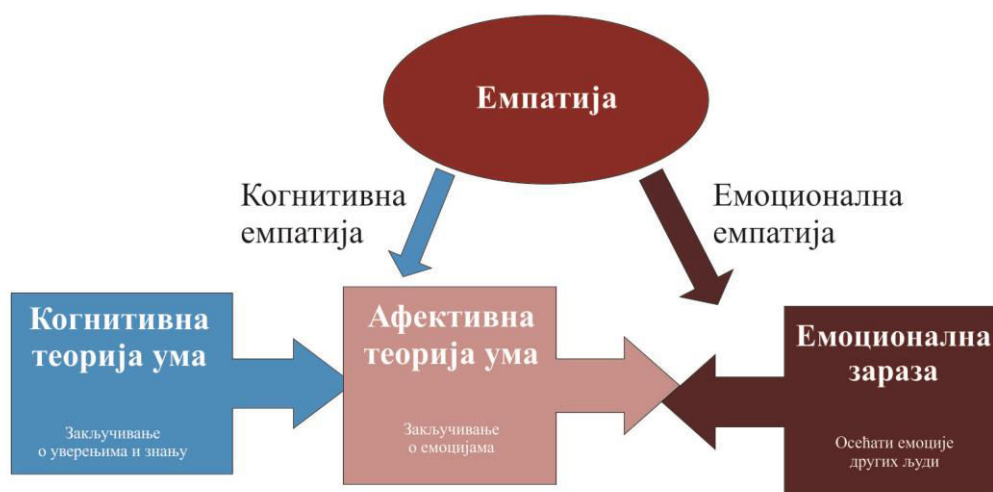 Емпатија
Когнитивна
емпатија
Емоционална
емпатија
Когнитивна
теорија ума
Закључивање
о уверењима и знању
Афективна
теорија ума
Закључивање
о емоцијама
Емоционална
зараза
Осећати емоције
других људи